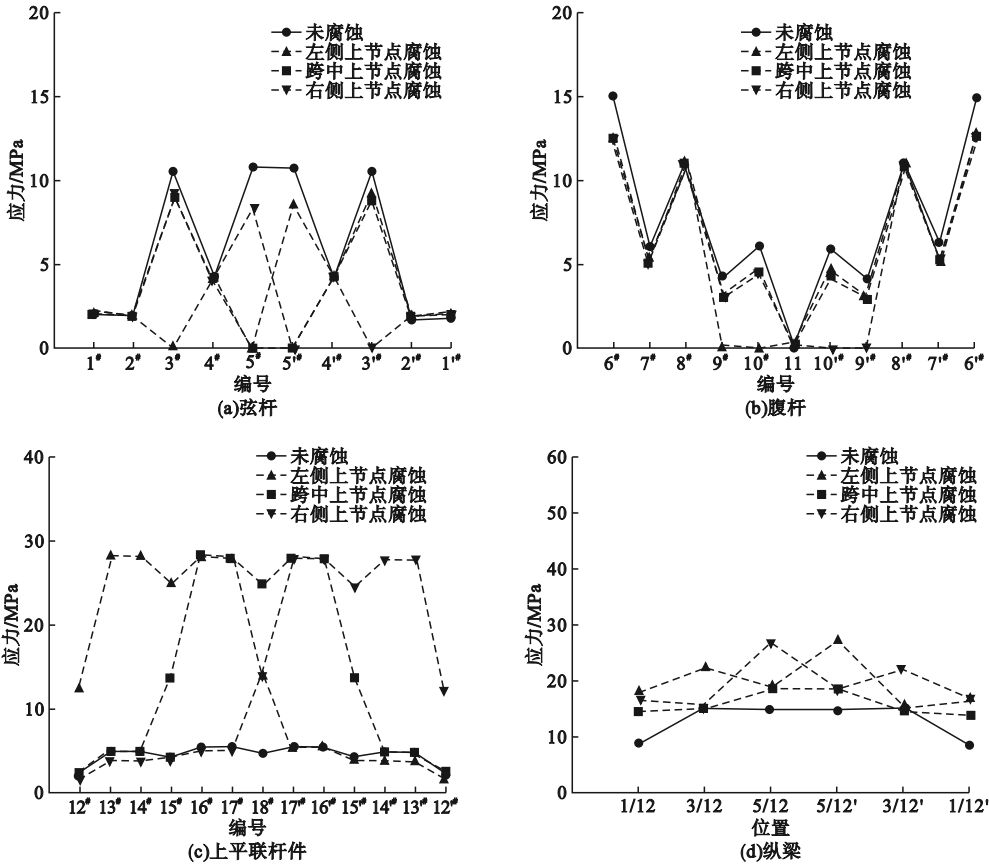 20
15
10
5
0
应力/MPa
未腐蚀
左侧上节点腐蚀
跨中上节点腐蚀
右侧上节点腐蚀
1# 2# 3# 4# 5# 5'# 4'# 3'# 2'# 1'#
编号
(a)弦杆
20
15
10
5
0
应力/MPa
未腐蚀
左侧上节点腐蚀
跨中上节点腐蚀
右侧上节点腐蚀
6# 7# 8# 9# 10# 11 10'# 9'# 8'# 7'# 6'#
编号
(b)腹杆
40
30
20
10
0
应力/MPa
未腐蚀
左侧上节点腐蚀
跨中上节点腐蚀
右侧上节点腐蚀
12# 13# 14# 15# 16# 17# 18# 17'# 16'# 15'# 14'# 13'# 12'#
编号
(c)上平联杆件
60
50
40
30
20
10
0
应力/MPa
未腐蚀
左侧上节点腐蚀
跨中上节点腐蚀
右侧上节点腐蚀
1/12 3/12 5/12 5/12' 3/12' 1/12'
位置
(d)纵梁